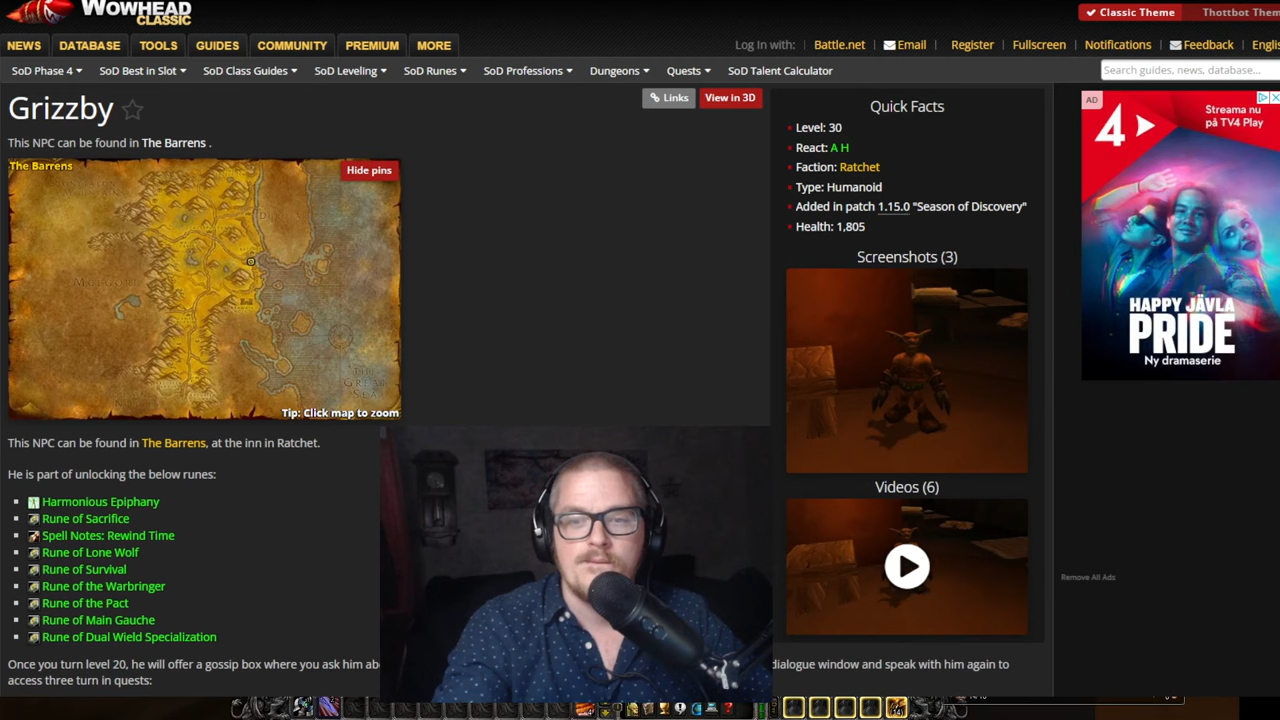 WOWHEAD
CLASSIC
Classic Theme
Thottbot Them
NEWS DATABASE TOOLS GUIDES COMMUNITY PREMIUM MORE
Log In with: Battle.net Email Register Fullscreen Notifications Feedback Englis
SoD Phase 4 SoD Best in Slot SoD Class Guides SoD Leveling SoD Runes SoD Professions Dungeons Quests SoD Talent Calculator
Search guides, news, database...
Grizzby
Links
View in 3D
This NPC can be found in The Barrens .
The Barrens
Hide pins
Tip: Click map to zoom
This NPC can be found in The Barrens, at the inn in Ratchet.
He is part of unlocking the below runes:
Harmonious Epiphany
Rune of Sacrifice
Spell Notes: Rewind Time
Rune of Lone Wolf
Rune of Survival
Rune of the Warbringer
Rune of the Pact
Rune of Main Gauche
Rune of Dual Wield Specialization
Once you turn level 20, he will offer a gossip box where you ask him abo
dialogue window and speak with him again to
access three turn in quests:
Quick Facts
Level: 30
React: A H
Faction: Ratchet
Type: Humanoid
Added in patch 1.15.0 "Season of Discovery"
Health: 1,805
Screenshots (3)
Videos (6)
AD
4
Streama nu
på TV4 Play
HAPPY JÄVLA
PRIDE
Ny dramaserie
Remove All Ads